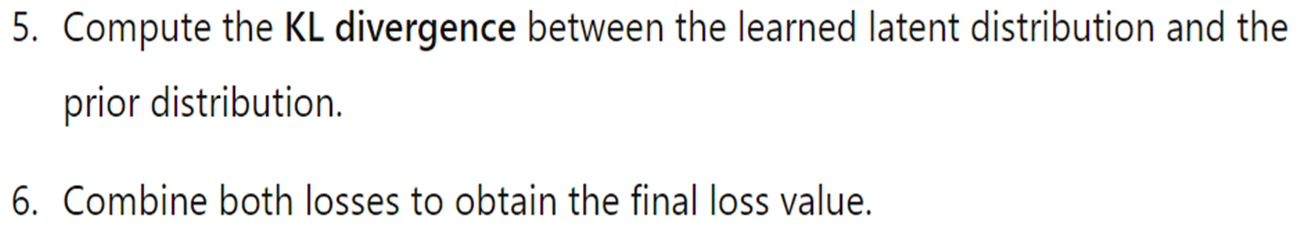 5. Compute the KL divergence between the learned latent distribution and the
prior distribution.
6. Combine both losses to obtain the final loss value.